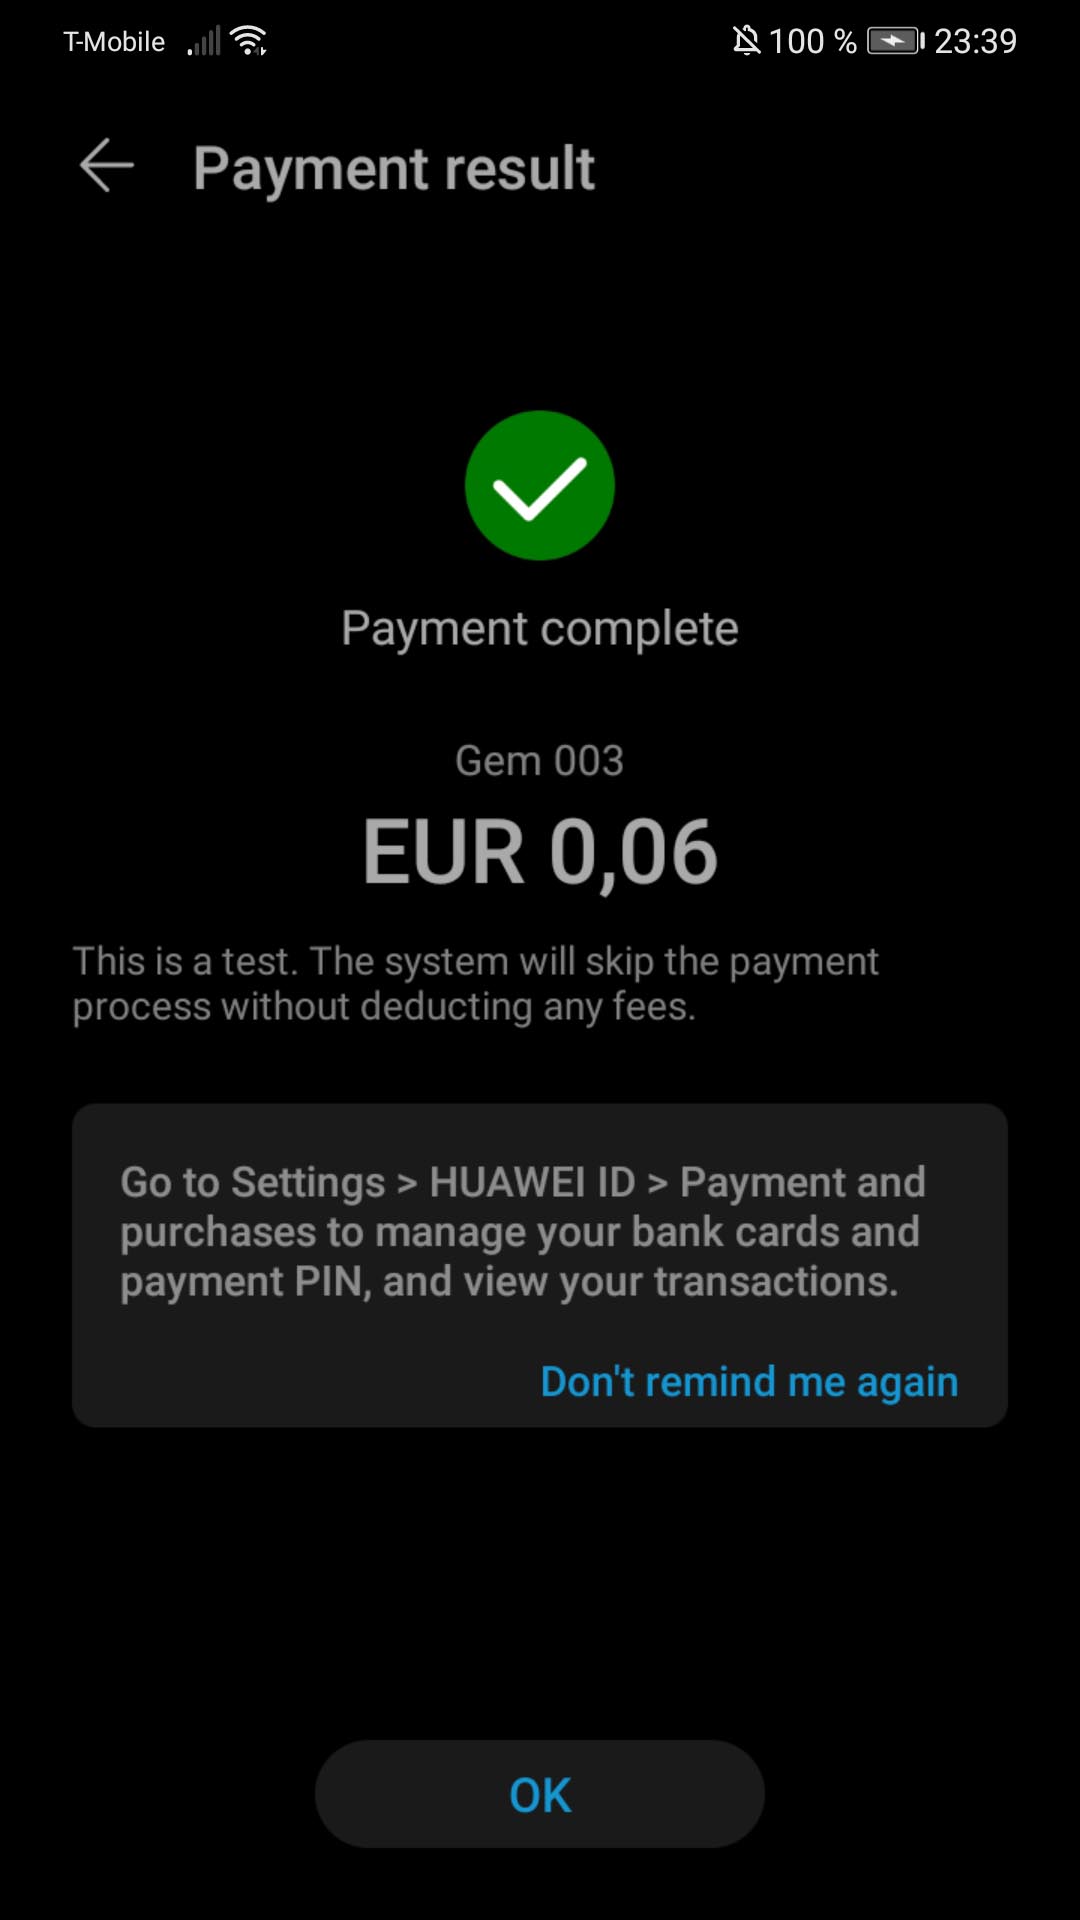 T-Mobile 100 % 23:39
Payment result
Payment complete
Gem 003
EUR 0,06
This is a test. The system will skip the payment
process without deducting any fees.
Go to Settings > HUAWEI ID > Payment and
purchases to manage your bank cards and
payment PIN, and view your transactions.
Don't remind me again
OK